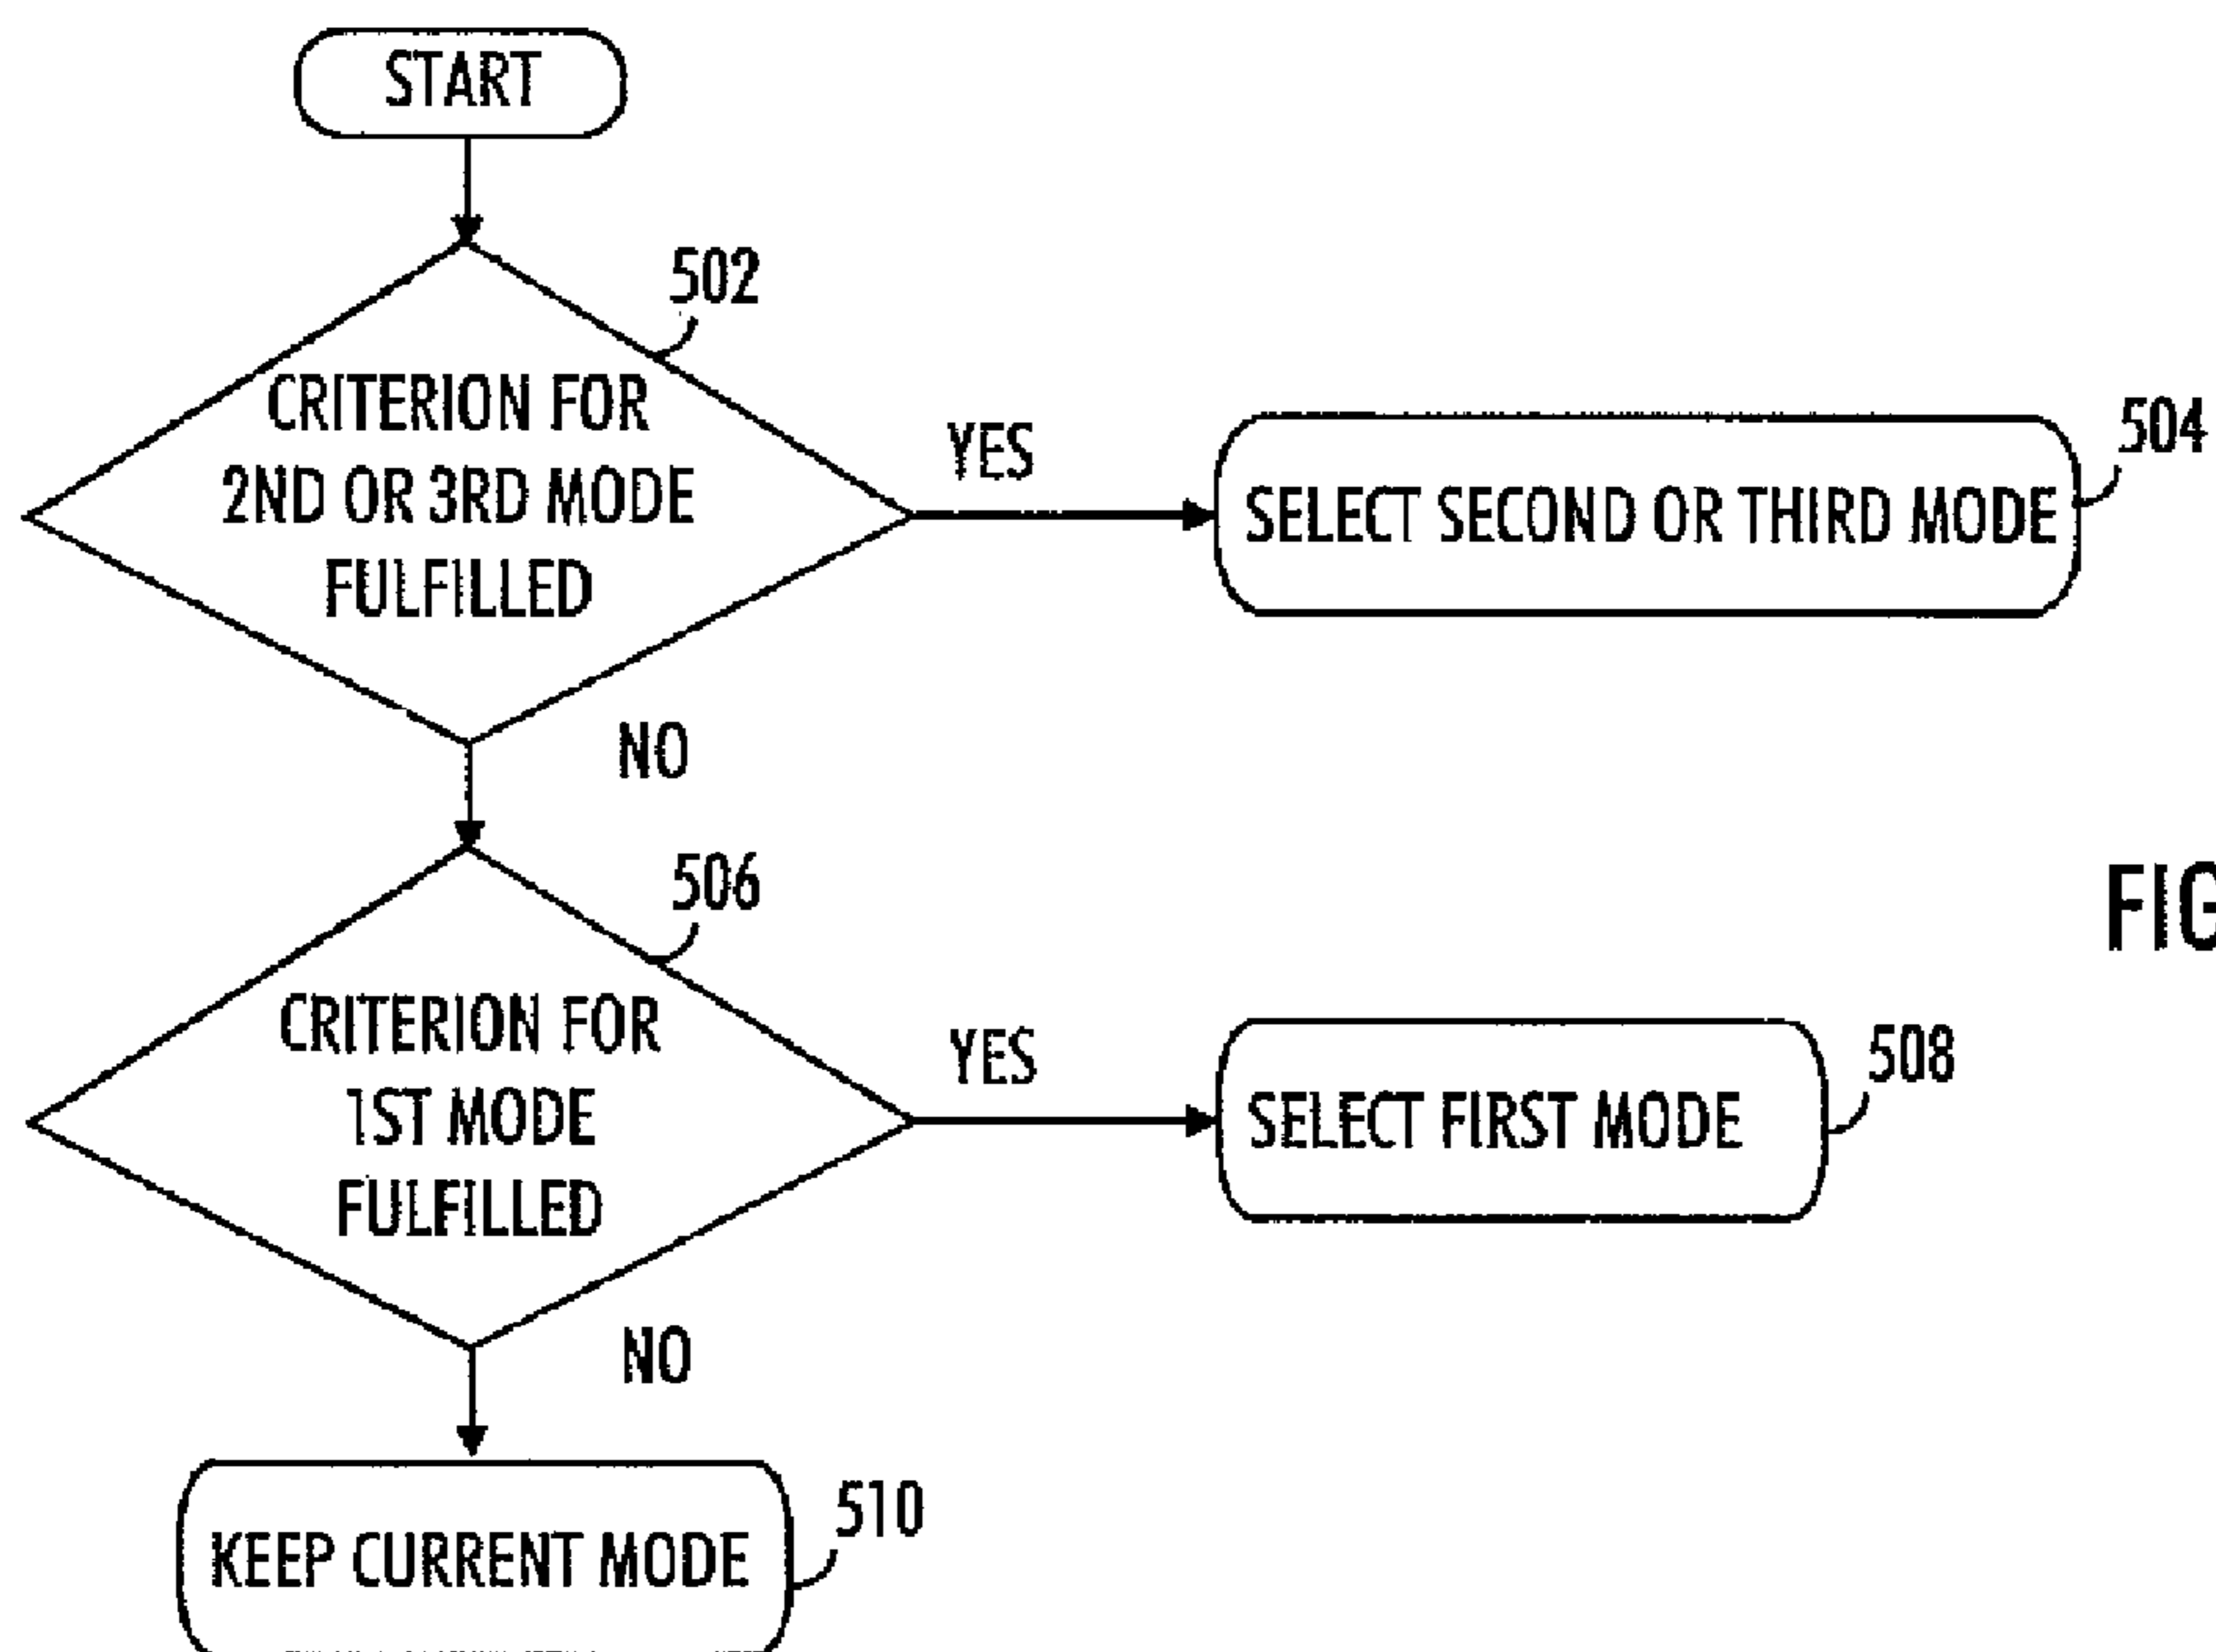 START
502
CRITERION FOR
2ND OR 3RD MODE
FULFILLED
YES
SELECT SECOND OR THIRD MODE
504
NO
506
CRITERION FOR
1ST MODE
FULFILLED
YES
SELECT FIRST MODE
508
FIG
NO
KEEP CURRENT MODE
510